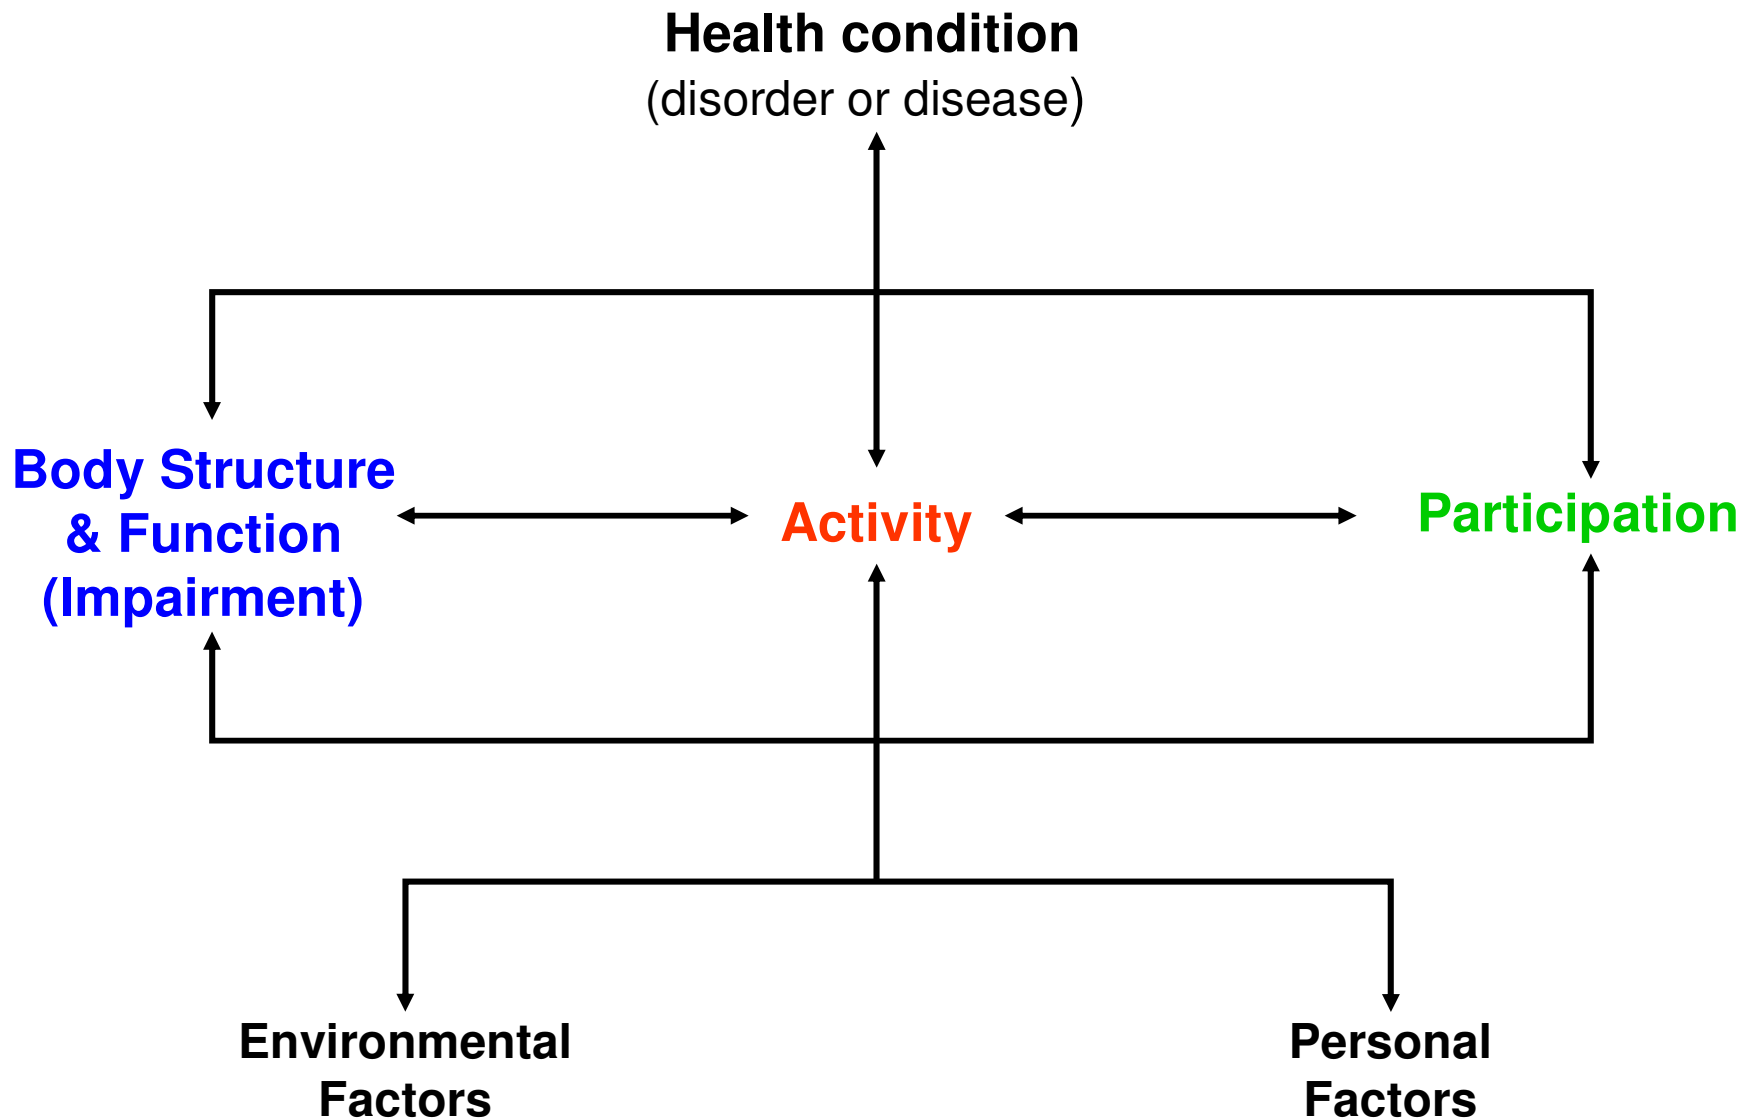 Health condition
(disorder or disease)
Body Structure
& Function
(Impairment)
Activity
Participation
Environmental
Factors
Personal
Factors